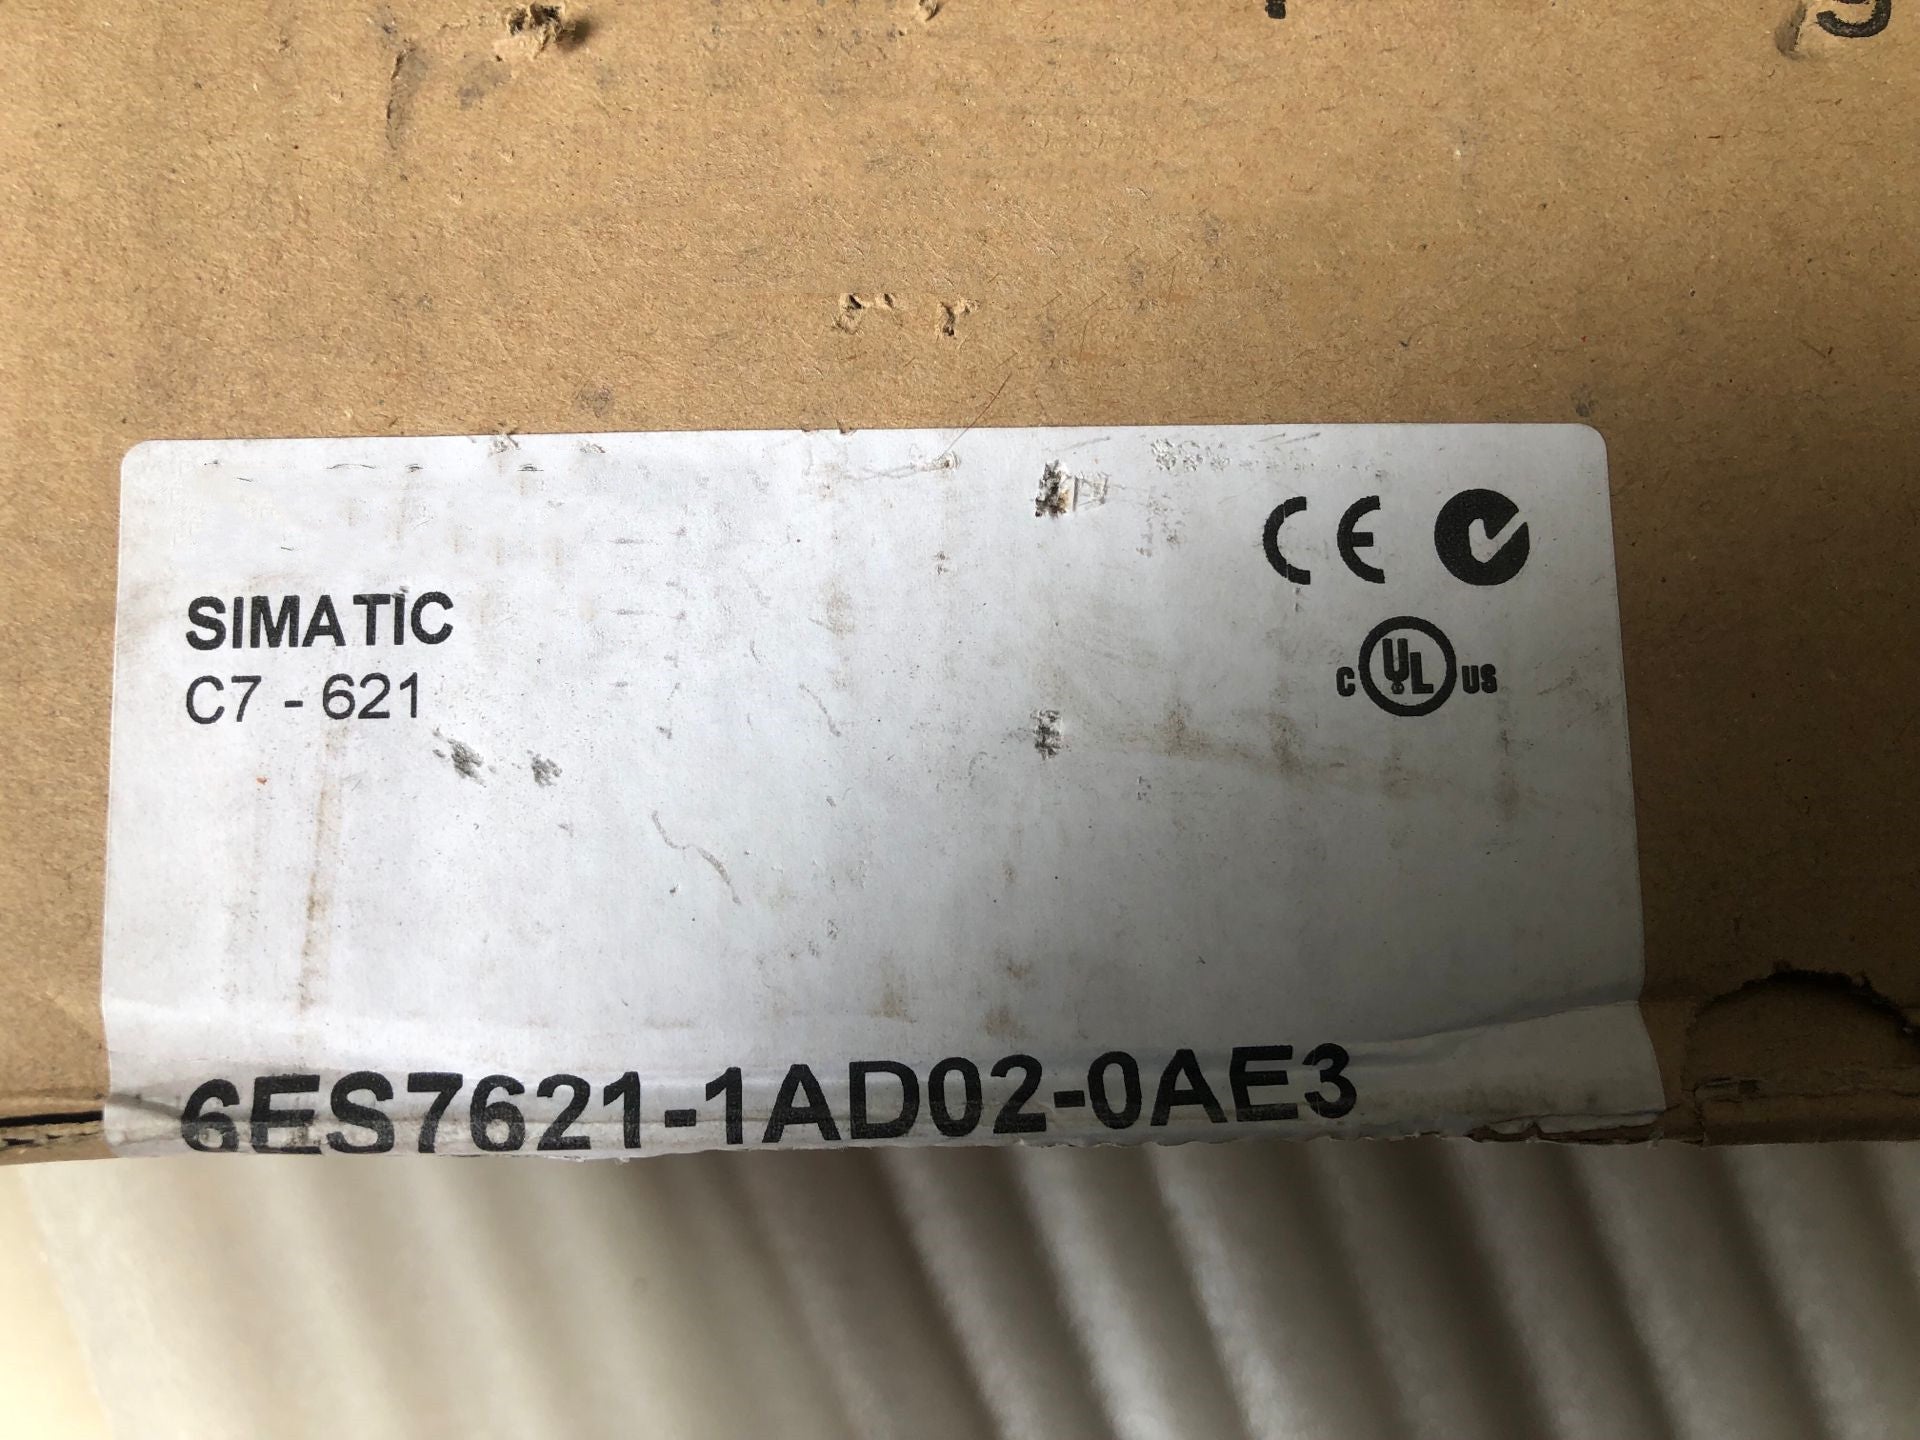 SIMATIC
C7 - 621
CE
c UL us
6ES7621-1AD02-0AE3